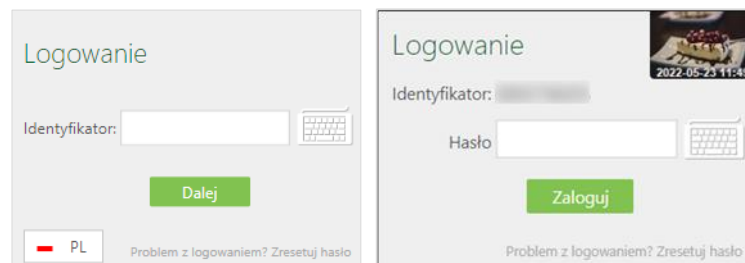 Logowanie
Identyfikator:
Dalej
PL
Problem z logowaniem? Zresetuj hasło
Logowanie
2022-05-23 11:45
Identyfikator:
Hasło
Zaloguj
Problem z logowaniem? Zresetuj hasło